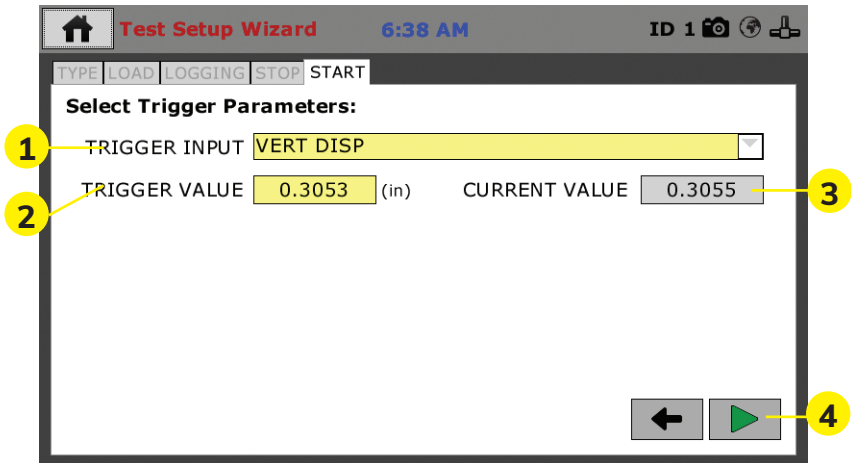 Test Setup Wizard 6:38 AM ID 1
TYPE LOAD LOGGING STOP START
Select Trigger Parameters:
1 TRIGGER INPUT VERT DISP
2 TRIGGER VALUE 0.3053 (in) CURRENT VALUE 0.3055 3
4